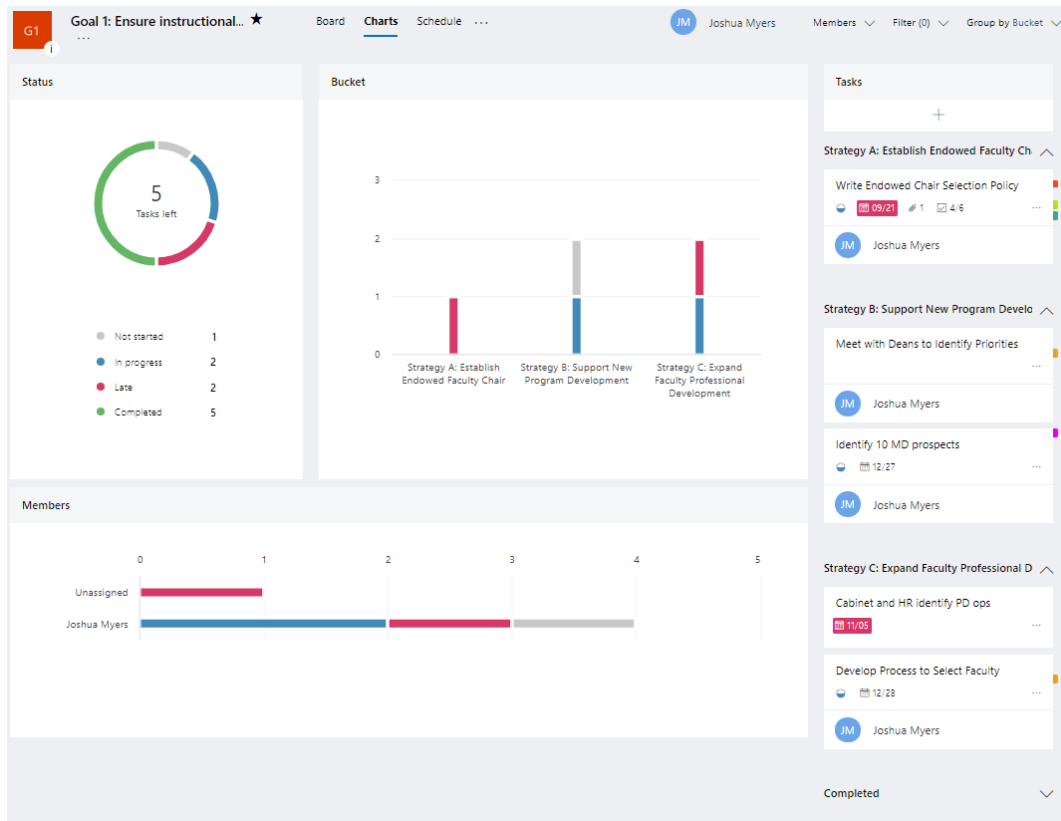 G1
i
Goal 1: Ensure instructional... ★
...
Board Charts Schedule ...
JM Joshua Myers
Members Filter (0) Group by Bucket
Status
5
Tasks left
Not started 1
In progress 2
Late 2
Completed 5
Bucket
3
2
1
0
Strategy A: Establish
Endowed Faculty Chair
Strategy B: Support New
Program Development
Strategy C: Expand
Faculty Professional
Development
Members
0 1 2 3 4 5
Unassigned
Joshua Myers
Tasks
+
Strategy A: Establish Endowed Faculty Ch
Write Endowed Chair Selection Policy
09/21 1 4/6 ...
JM Joshua Myers
Strategy B: Support New Program Develo
Meet with Deans to Identify Priorities
...
JM Joshua Myers
Identify 10 MD prospects
12/27 ...
JM Joshua Myers
Strategy C: Expand Faculty Professional D
Cabinet and HR identify PD ops
11/05 ...
Develop Process to Select Faculty
12/28 ...
JM Joshua Myers
Completed